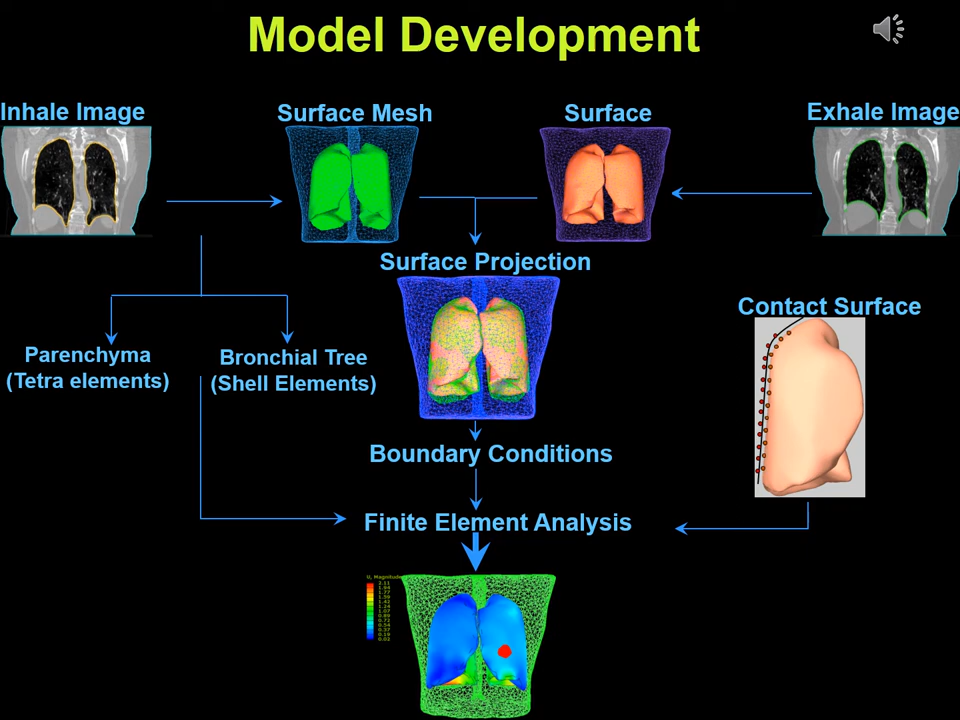 Model Development
Inhale Image
Surface Mesh
Surface
Exhale Image
Surface Projection
Contact Surface
Parenchyma
(Tetra elements)
Bronchial Tree
(Shell Elements)
Boundary Conditions
Finite Element Analysis
U, Magnitude